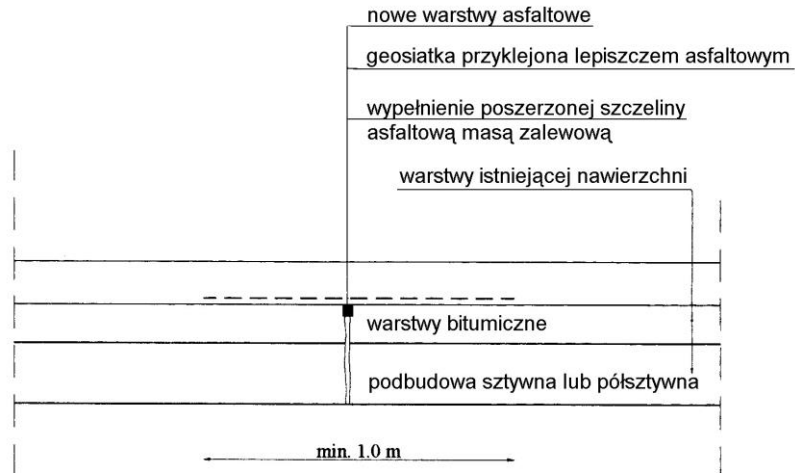 nowe warstwy asfaltowe
geosiatka przyklejona lepiszczem asfaltowym
wypełnienie poszerzonej szczeliny
asfaltową masą zalewową
warstwy istniejącej nawierzchni
warstwy bitumiczne
podbudowa sztywna lub półsztywna
min. 1.0 m